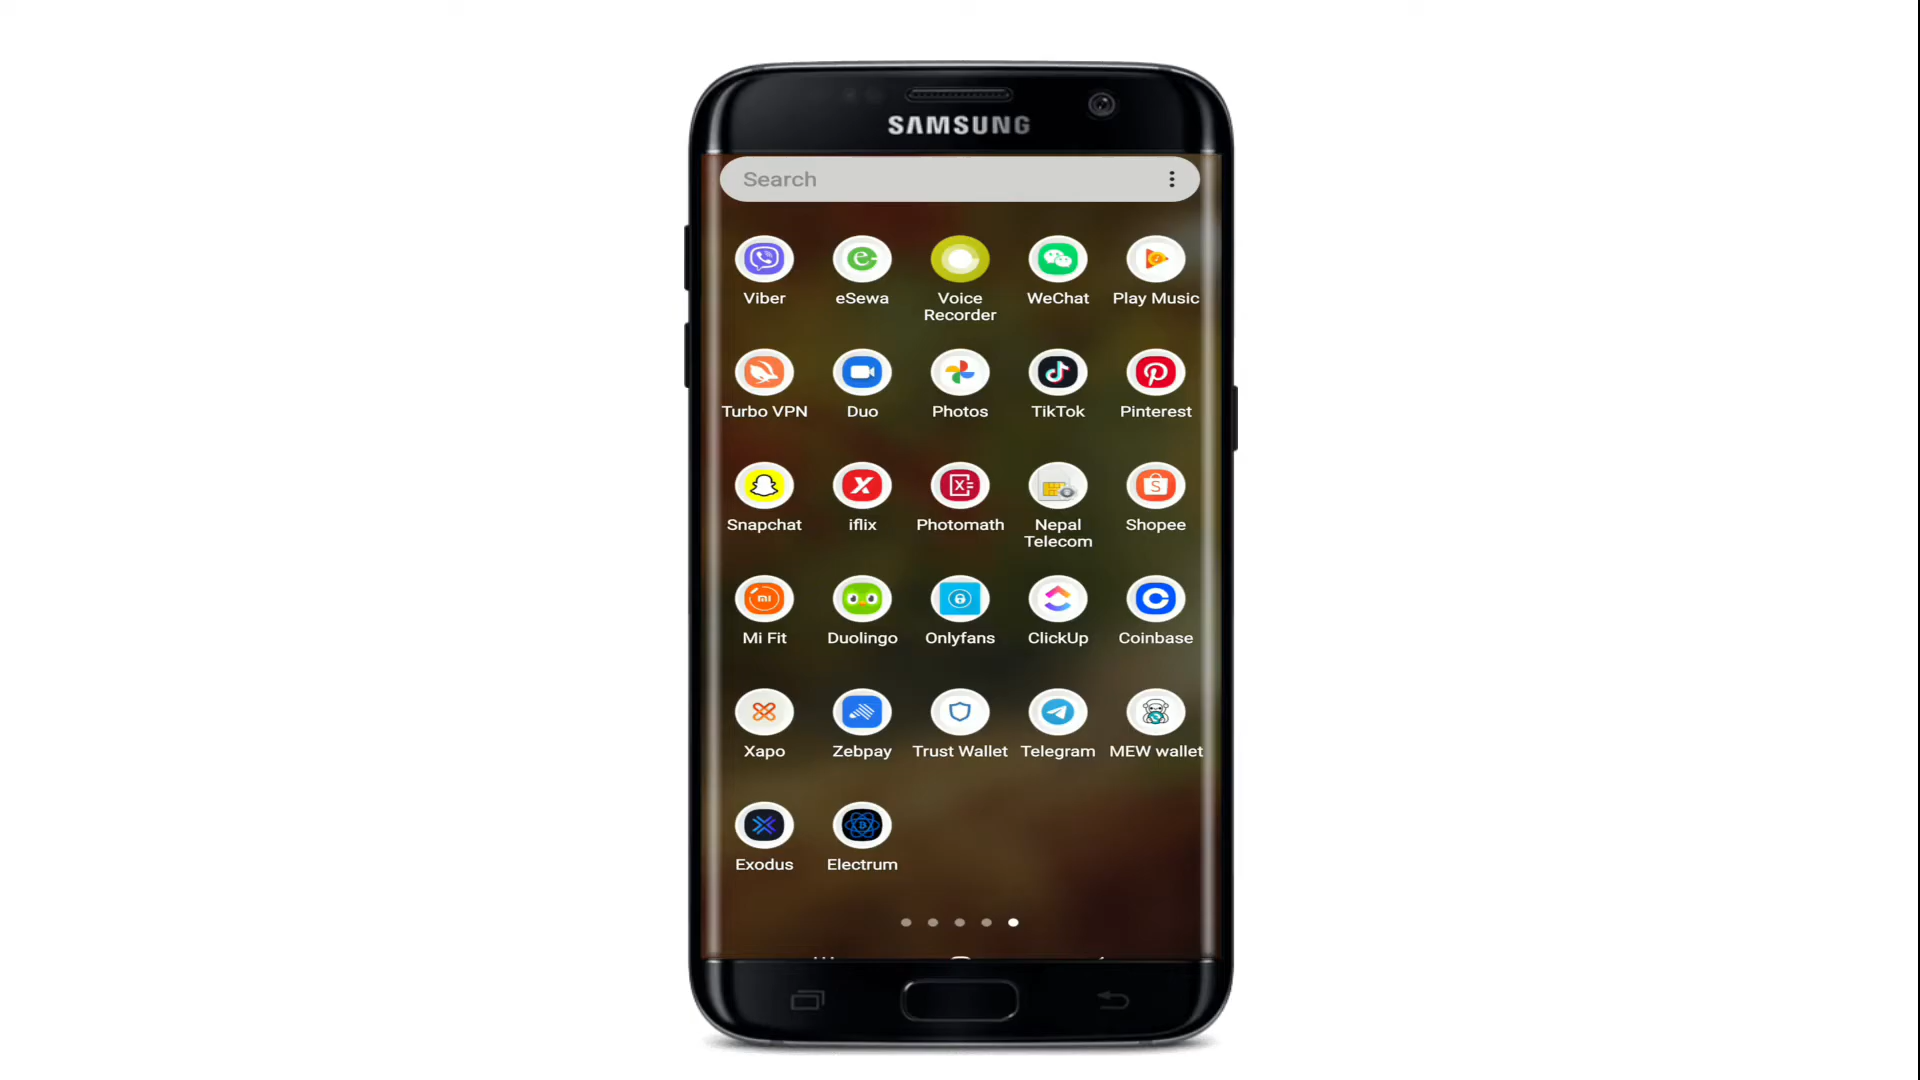 SAMSUNG
Search
Viber
eSewa
Voice
Recorder
WeChat
Play Music
Turbo VPN
Duo
Photos
TikTok
Pinterest
Snapchat
iflix
Photomath
Nepal
Telecom
Shopee
Mi Fit
Duolingo
Onlyfans
ClickUp
Coinbase
Xapo
Zebpay
Trust Wallet
Telegram
MEW wallet
Exodus
Electrum